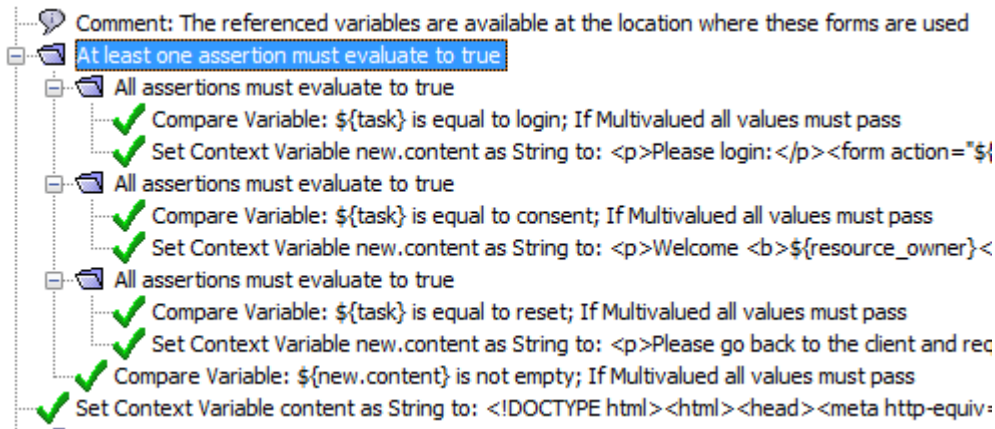 Comment: The referenced variables are available at the location where these forms are used
At least one assertion must evaluate to true
All assertions must evaluate to true
Compare Variable: ${task} is equal to login; If Multivalued all values must pass
Set Context Variable new.content as String to: <p>Please login:</p><form action="${
All assertions must evaluate to true
Compare Variable: ${task} is equal to consent; If Multivalued all values must pass
Set Context Variable new.content as String to: <p>Welcome <b>${resource_owner}<
All assertions must evaluate to true
Compare Variable: ${task} is equal to reset; If Multivalued all values must pass
Set Context Variable new.content as String to: <p>Please go back to the client and req
Compare Variable: ${new.content} is not empty; If Multivalued all values must pass
Set Context Variable content as String to: <!DOCTYPE html><html><head><meta http-equiv=